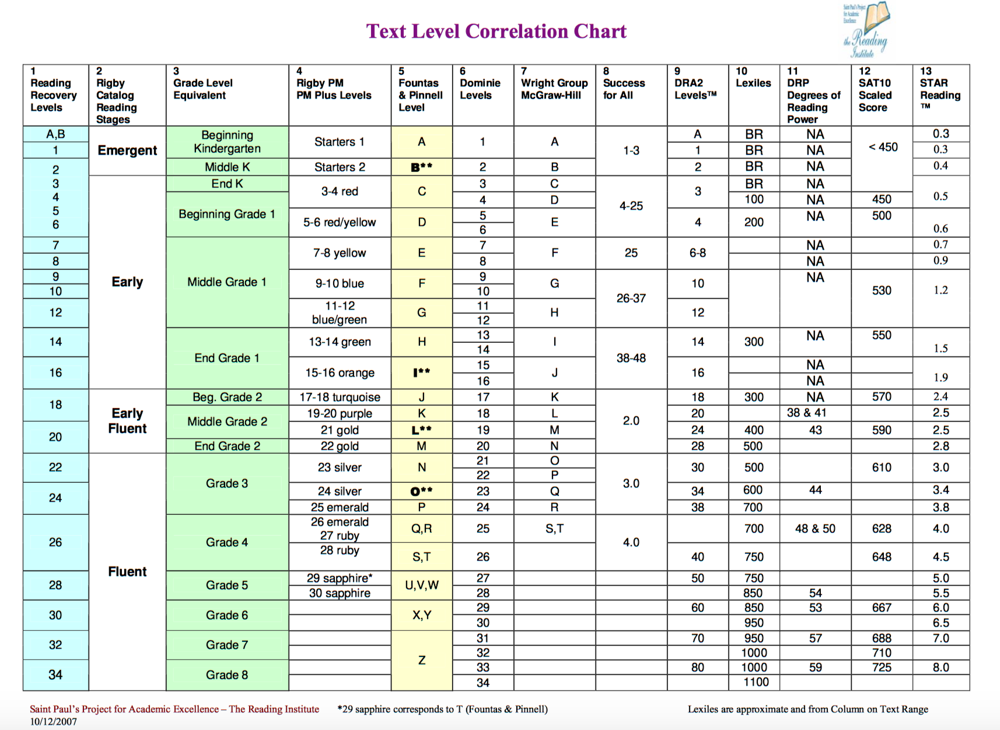 Saint Paul's Project
for Academic
Excellence
the Reading
Institute
Text Level Correlation Chart
1 Reading Recovery Levels
2 Rigby Catalog Reading Stages
3 Grade Level Equivalent
4 Rigby PM PM Plus Levels
5 Fountas & Pinnell Level
6 Dominie Levels
7 Wright Group McGraw-Hill
8 Success for All
9 DRA2 Levels™
10 Lexiles
11 DRP Degrees of Reading Power
12 SAT10 Scaled Score
13 STAR Reading ™
A,B Emergent Beginning Kindergarten Starters 1 A 1 A 1-3 A BR NA < 450 0.3
1 1 BR NA 0.3
2 Middle K Starters 2 B** 2 B 2 BR NA 0.4
3 Early End K 3-4 red C 3 C 4-25 3 BR NA 0.5
4 Beginning Grade 1 4 D 100 NA 450
5 5-6 red/yellow D 5 E 4 200 NA 500 0.6
6 6
7 Middle Grade 1 7-8 yellow E 7 F 25 6-8 NA 0.7
8 8 NA 0.9
9 9-10 blue F 9 G 26-37 10 NA 530 1.2
10 10
12 11-12 blue/green G 11 H 12
12
14 End Grade 1 13-14 green H 13 I 38-48 14 300 NA 550 1.5
14
16 15-16 orange I** 15 J 16 NA 1.9
16 NA
18 Early Fluent Beg. Grade 2 17-18 turquoise J 17 K 2.0 18 300 NA 570 2.4
Middle Grade 2 19-20 purple K 18 L 20 38 & 41 2.5
20 21 gold L** 19 M 24 400 43 590 2.5
End Grade 2 22 gold M 20 N 28 500 2.8
22 Fluent Grade 3 23 silver N 21 O 3.0 30 500 610 3.0
22 P
24 24 silver O** 23 Q 34 600 44 3.4
25 emerald P 24 R 38 700 3.8
26 Grade 4 26 emerald 27 ruby Q,R 25 S,T 4.0 700 48 & 50 628 4.0
28 ruby S,T 26 40 750 648 4.5
28 Grade 5 29 sapphire* U,V,W 27 50 750 5.0
30 sapphire 28 850 54 5.5
30 Grade 6 X,Y 29 60 850 53 667 6.0
30 950 6.5
32 Grade 7 Z 31 70 950 57 688 7.0
32 1000 710
34 Grade 8 33 80 1000 59 725 8.0
34 1100
Saint Paul's Project for Academic Excellence – The Reading Institute *29 sapphire corresponds to T (Fountas & Pinnell) Lexiles are approximate and from Column on Text Range
10/12/2007